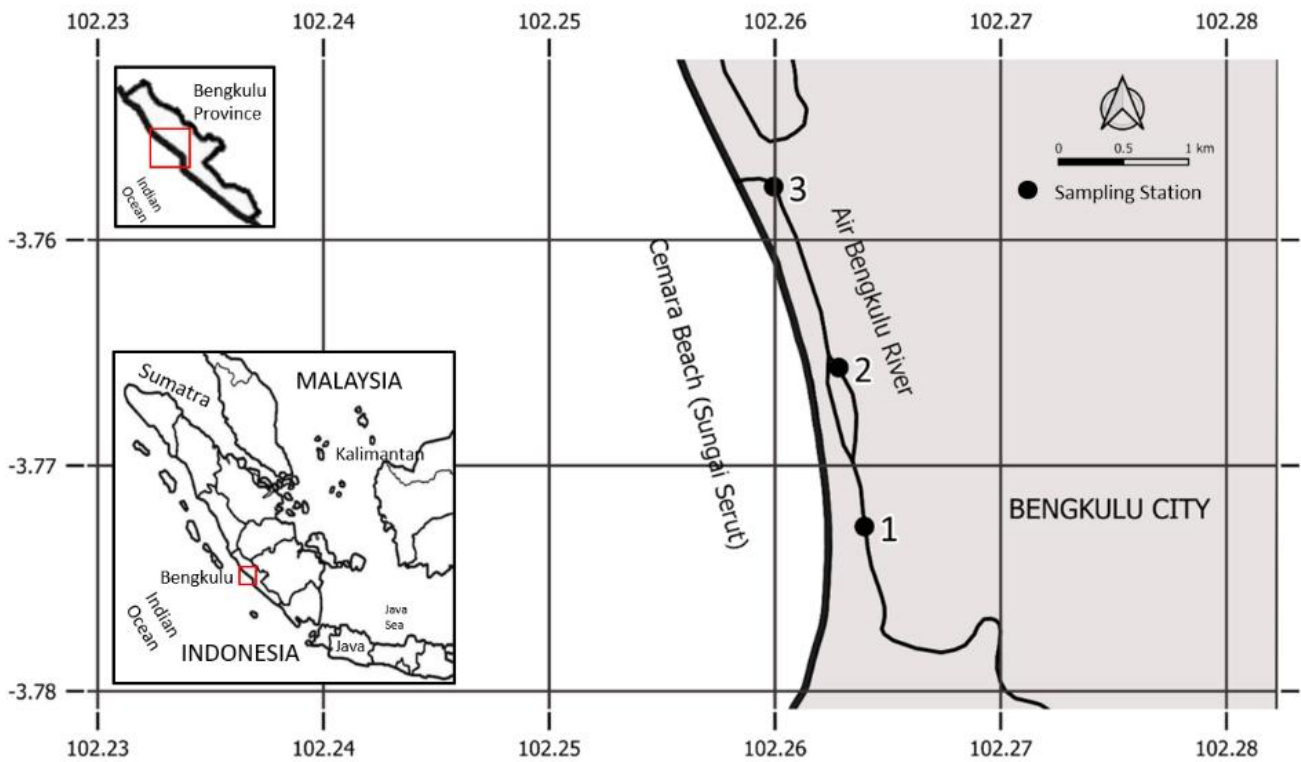 102.23
102.24
102.25
102.26
102.27
102.28
Bengkulu
Province
Indian
Ocean
0
0.5
1 km
Sampling Station
3
-3.76
Air Bengkulu River
Cemara Beach (Sungai Serut)
2
Sumatra
MALAYSIA
Kalimantan
-3.77
BENGKULU CITY
1
Bengkulu
Indian
Ocean
Java
Sea
INDONESIA
Java
-3.78
102.23
102.24
102.25
102.26
102.27
102.28